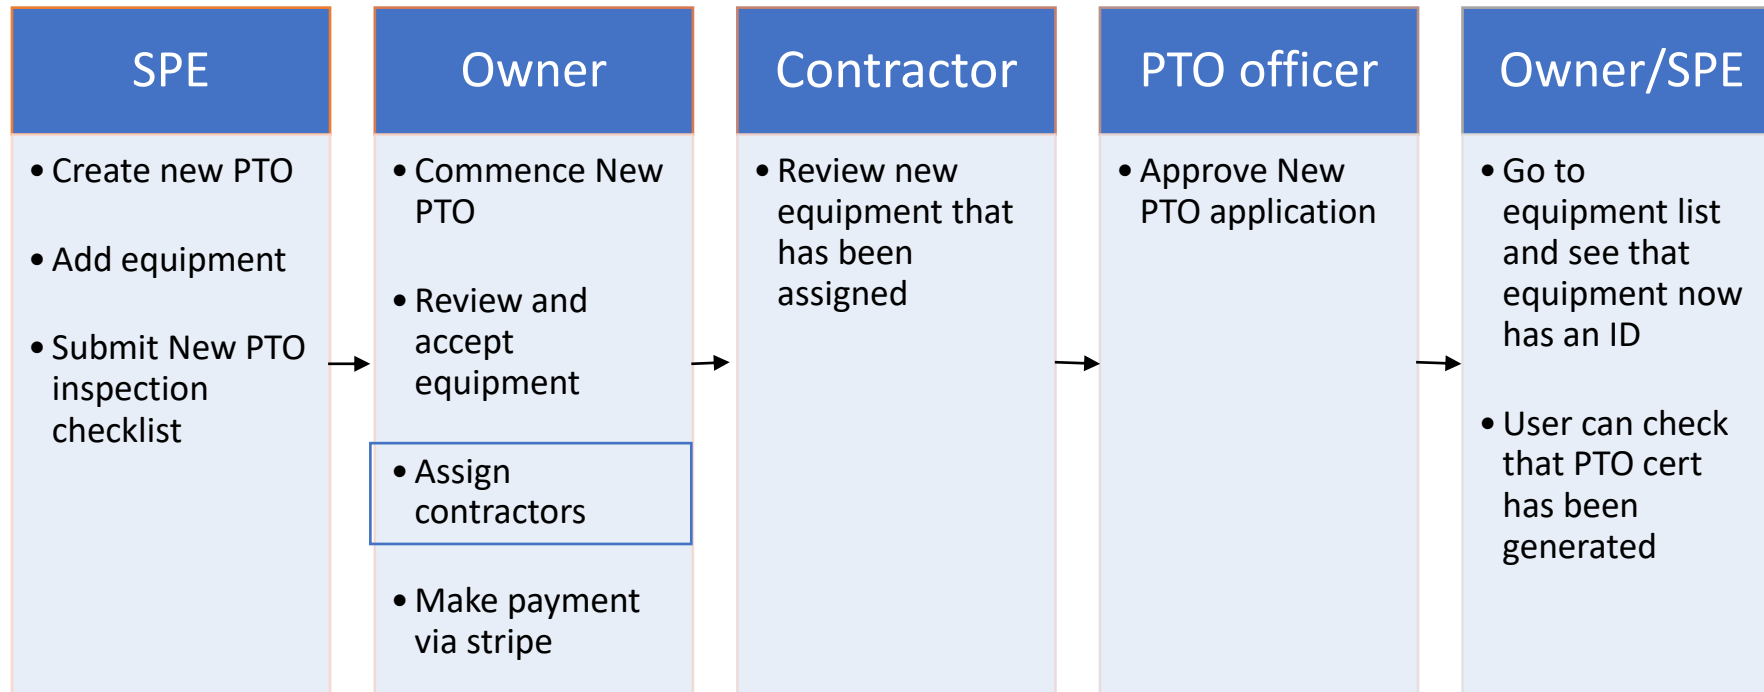 SPE
• Create new PTO
• Add equipment
• Submit New PTO
inspection
checklist
Owner
• Commence New
PTO
• Review and
accept
equipment
• Assign
contractors
• Make payment
via stripe
Contractor
• Review new
equipment that
has been
assigned
PTO officer
• Approve New
PTO application
Owner/SPE
• Go to
equipment list
and see that
equipment now
has an ID
• User can check
that PTO cert
has been
generated